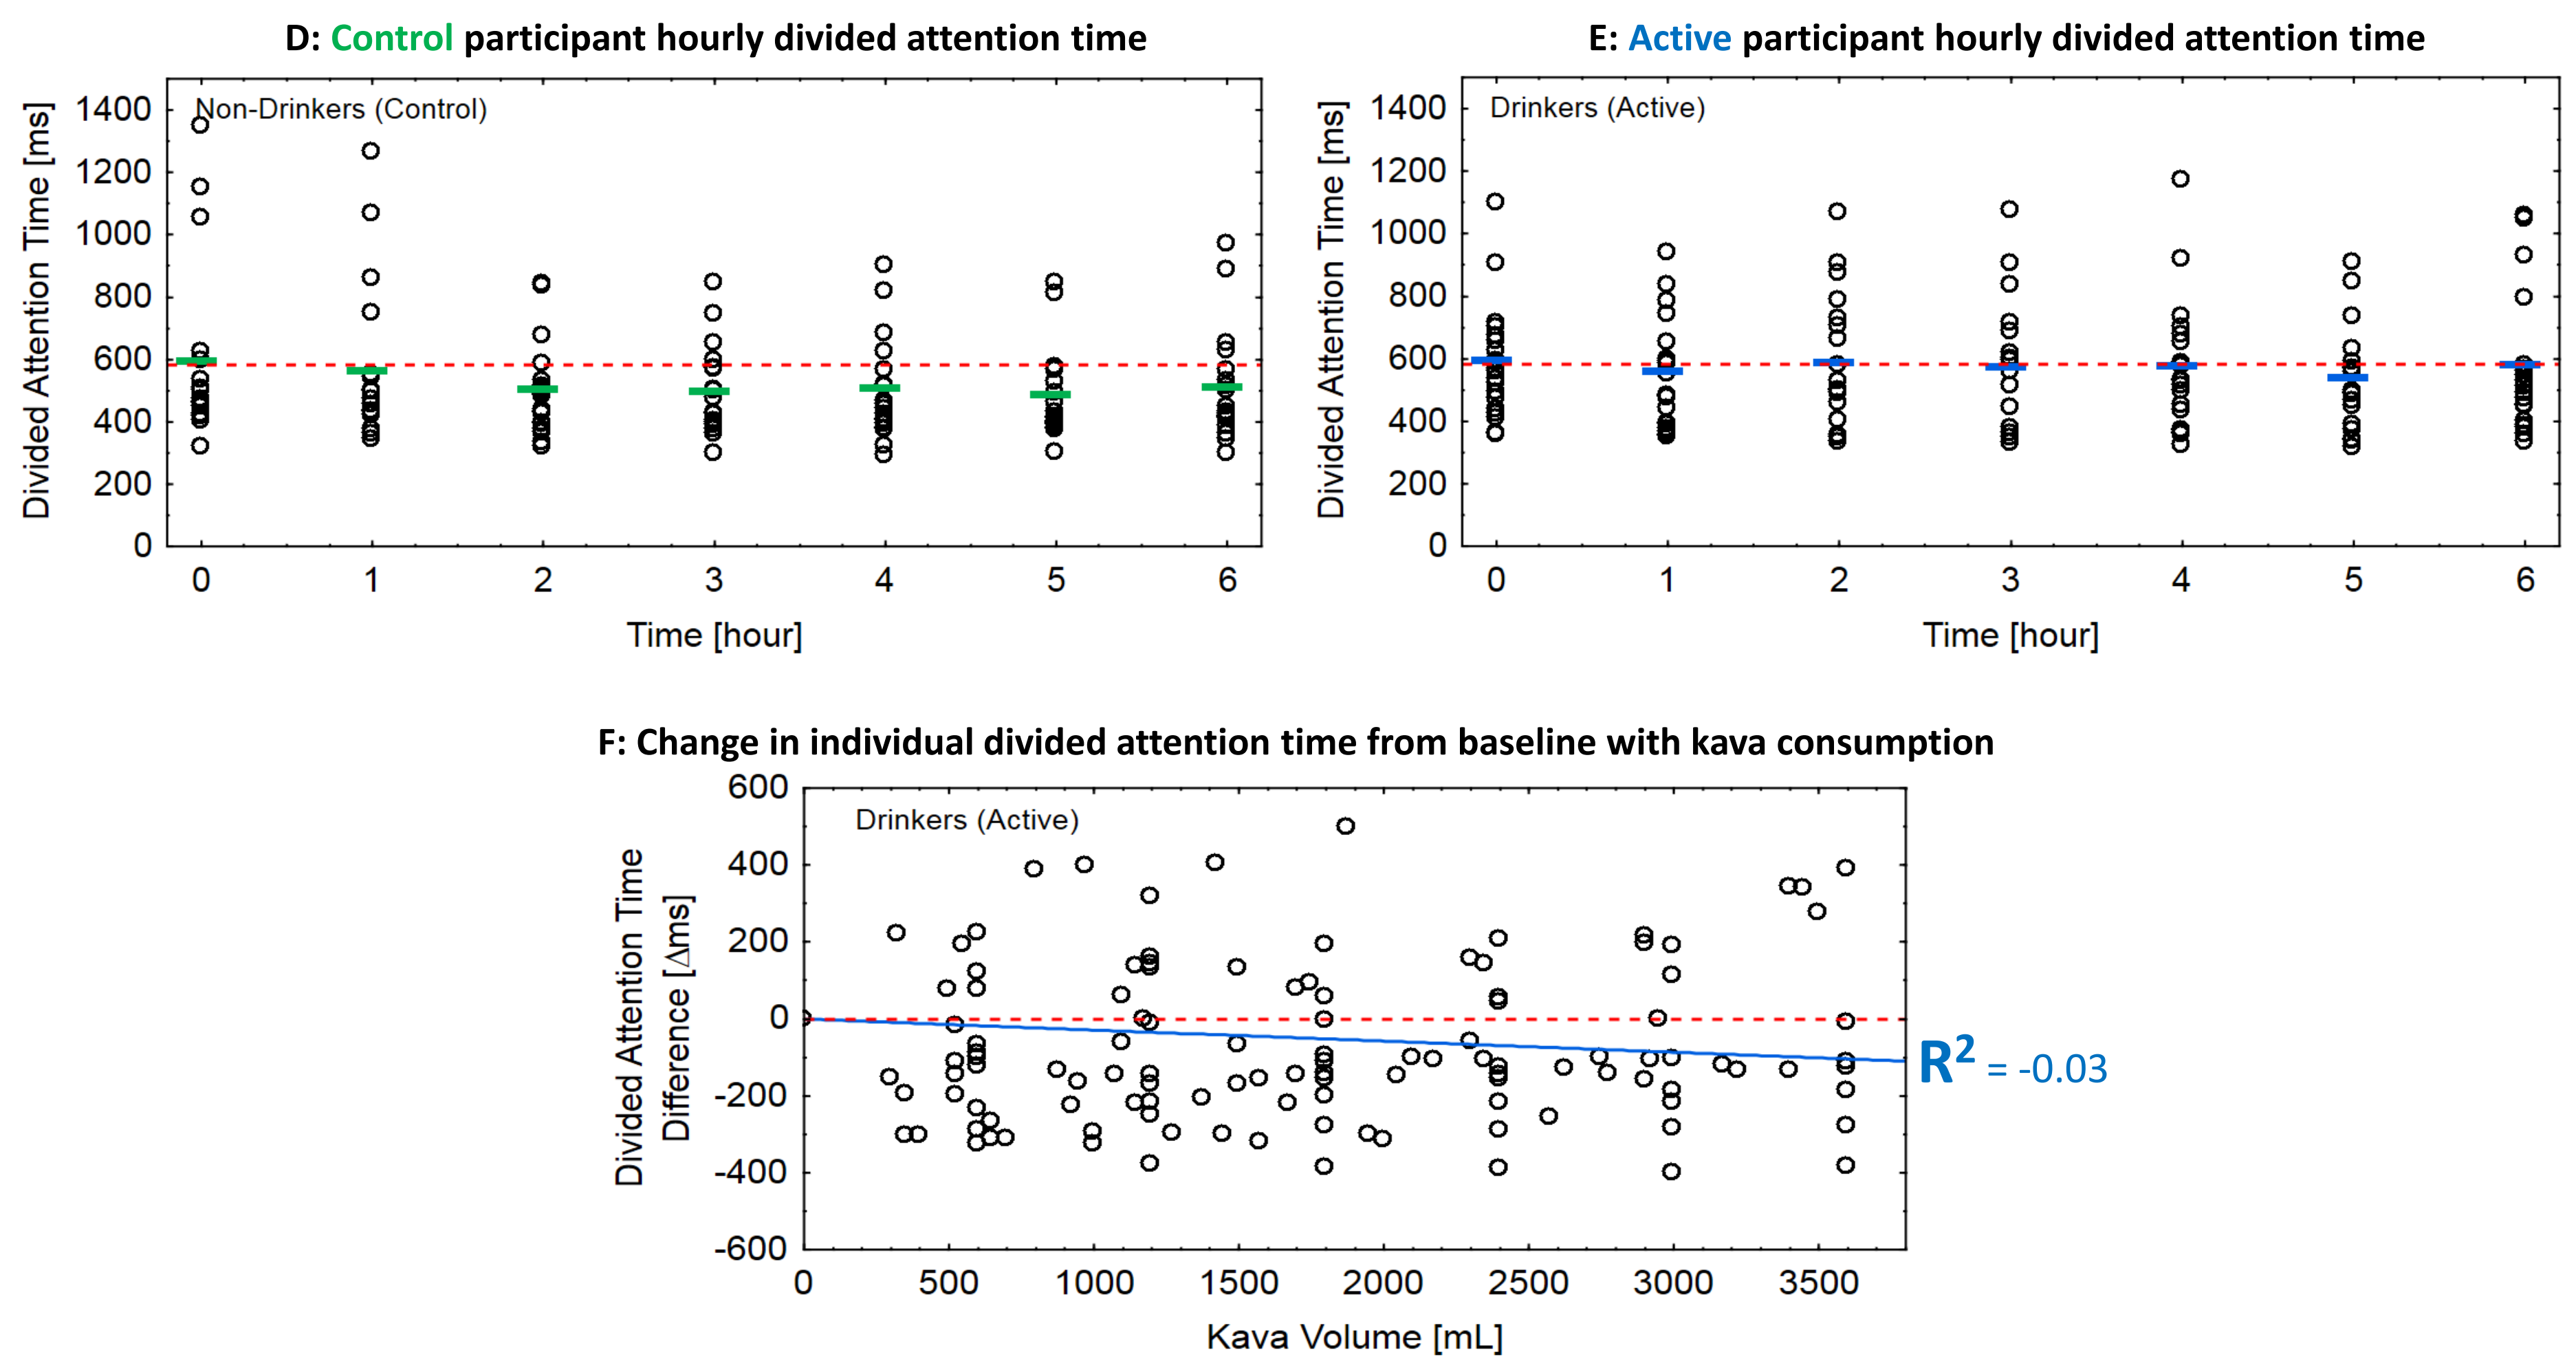 D: Control participant hourly divided attention time
Non-Drinkers (Control)
Divided Attention Time [ms]
1400
1200
1000
800
600
400
200
0
0 1 2 3 4 5 6
Time [hour]
E: Active participant hourly divided attention time
Drinkers (Active)
Divided Attention Time [ms]
1400
1200
1000
800
600
400
200
0
0 1 2 3 4 5 6
Time [hour]
F: Change in individual divided attention time from baseline with kava consumption
Drinkers (Active)
Divided Attention Time
Difference [Δms]
600
400
200
0
-200
-400
-600
R² = -0.03
0 500 1000 1500 2000 2500 3000 3500
Kava Volume [mL]